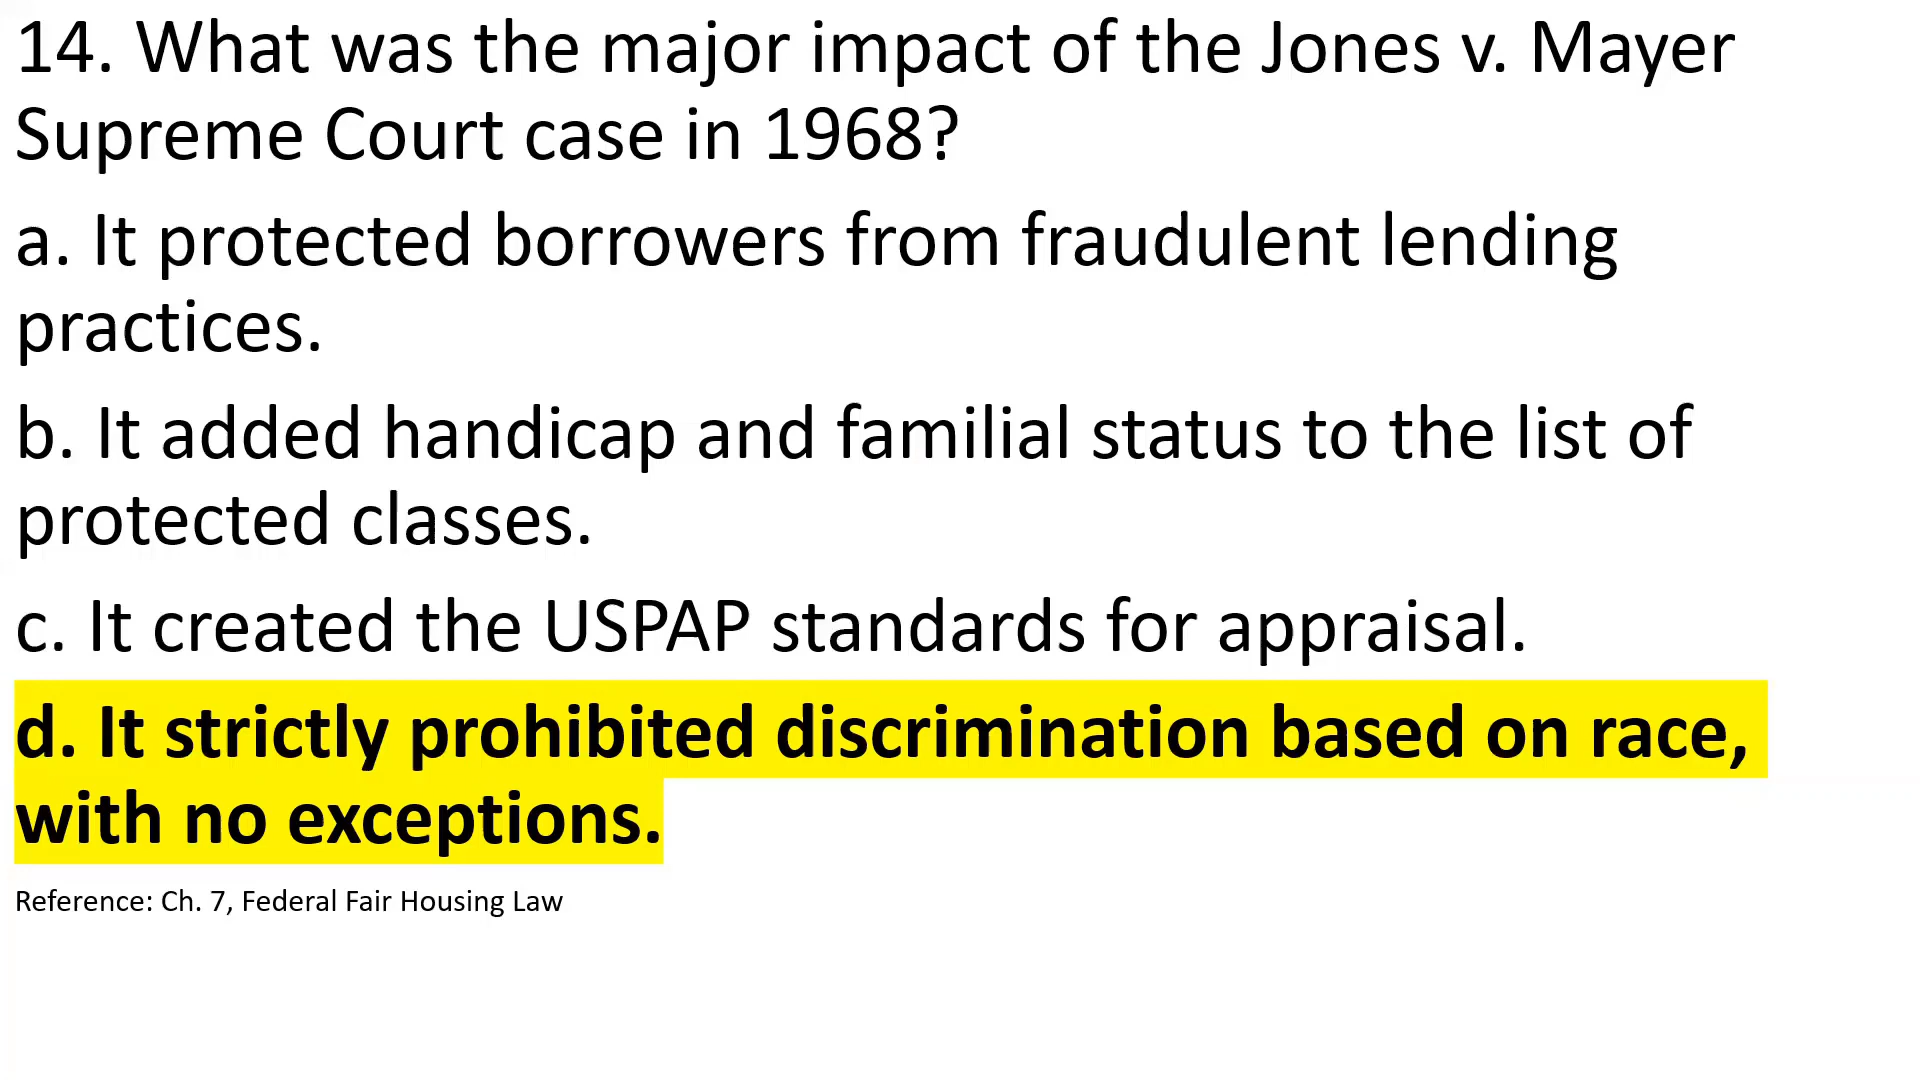 14. What was the major impact of the Jones v. Mayer
Supreme Court case in 1968?
a. It protected borrowers from fraudulent lending
practices.
b. It added handicap and familial status to the list of
protected classes.
c. It created the USPAP standards for appraisal.
d. It strictly prohibited discrimination based on race,
with no exceptions.
Reference: Ch. 7, Federal Fair Housing Law